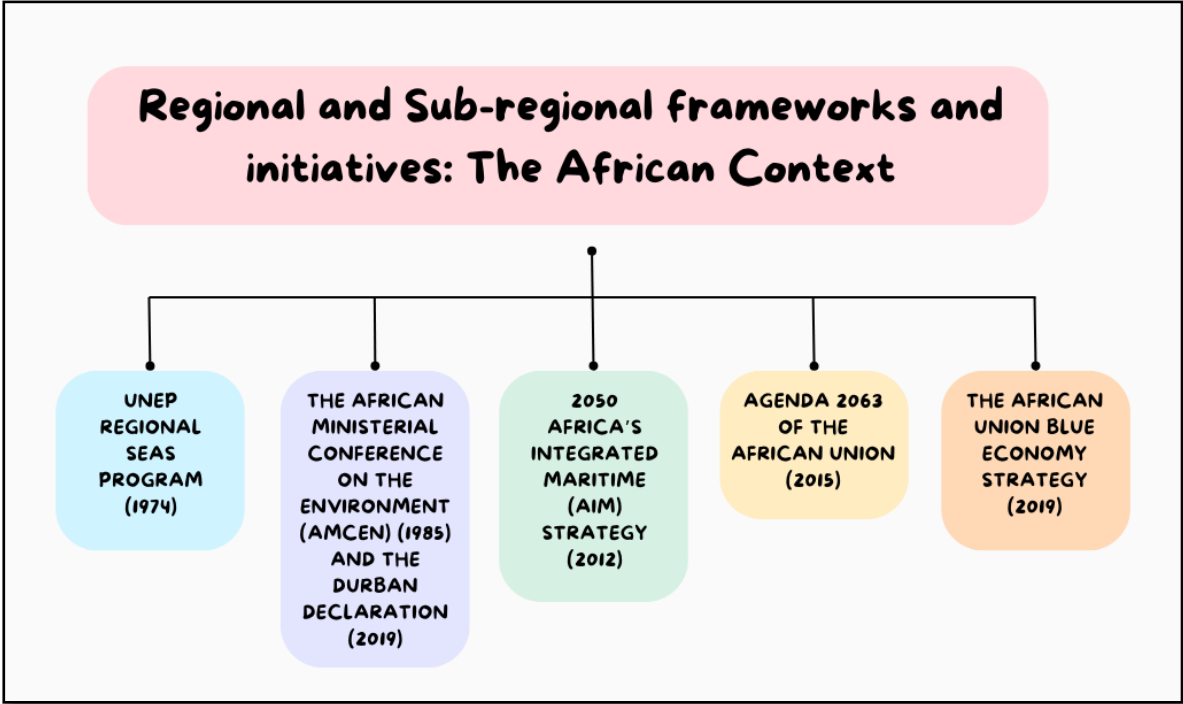 Regional and Sub-regional frameworks and
initiatives: The African Context
UNEP
REGIONAL
SEAS
PROGRAM
(1974)
THE AFRICAN
MINISTERIAL
CONFERENCE
ON THE
ENVIRONMENT
(AMCEN) (1985)
AND THE
DURBAN
DECLARATION
(2019)
2050
AFRICA'S
INTEGRATED
MARITIME
(AIM)
STRATEGY
(2012)
AGENDA 2063
OF THE
AFRICAN UNION
(2015)
THE AFRICAN
UNION BLUE
ECONOMY
STRATEGY
(2019)